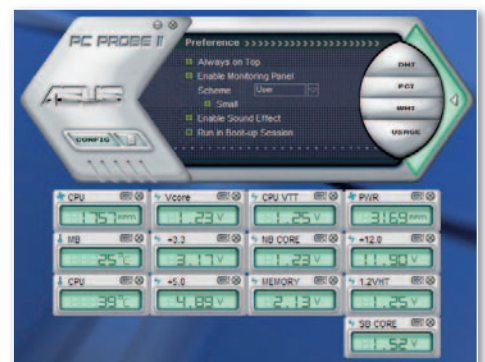 PC PROBE II
Preference
Always on Top
Enable Monitoring Panel
Scheme User
Small
Enable Sound Effect
Run in Boot-up Session
ASUS
CONFIG
DMI
PCI
WMI
USAGE
CPU Vcore CPU VTT PWR
1757 RPM 1.23 V 1.25 V 3169 RPM
MB +3.3 NB CORE +12.0
25°C 3.17 V 1.23 V 11.90 V
CPU +5.0 MEMORY 1.2VHT
39°C 4.89 V 2.13 V 1.25 V
SB CORE
1.52 V